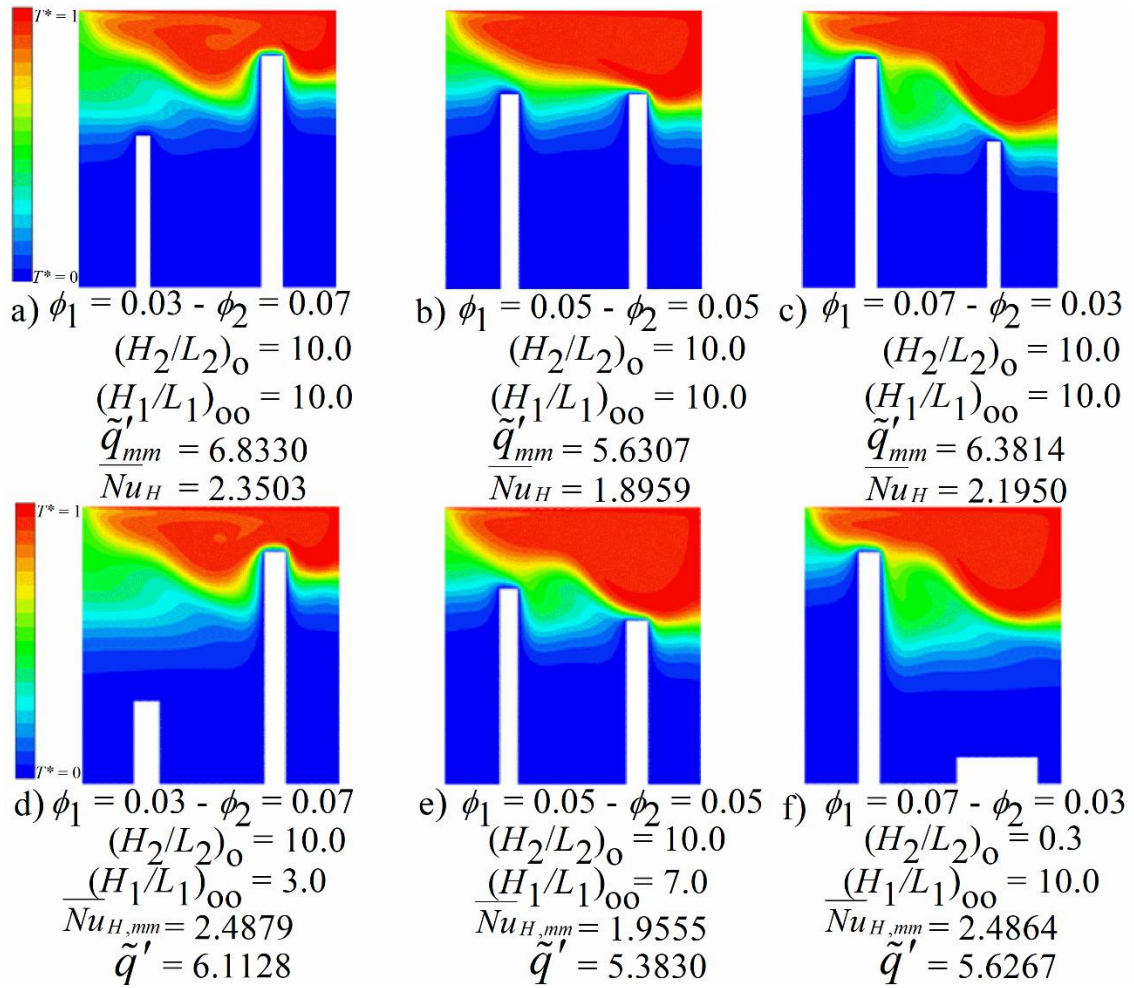 T* = 1
T* = 0
a) ϕ1 = 0.03 - ϕ2 = 0.07
(H2/L2)o = 10.0
(H1/L1)oo = 10.0
q̃'mm = 6.8330
N̅u̅H = 2.3503
b) ϕ1 = 0.05 - ϕ2 = 0.05
(H2/L2)o = 10.0
(H1/L1)oo = 10.0
q̃'mm = 5.6307
N̅u̅H = 1.8959
c) ϕ1 = 0.07 - ϕ2 = 0.03
(H2/L2)o = 10.0
(H1/L1)oo = 10.0
q̃'mm = 6.3814
N̅u̅H = 2.1950
T* = 1
T* = 0
d) ϕ1 = 0.03 - ϕ2 = 0.07
(H2/L2)o = 10.0
(H1/L1)oo = 3.0
N̅u̅H,mm = 2.4879
q̃' = 6.1128
e) ϕ1 = 0.05 - ϕ2 = 0.05
(H2/L2)o = 10.0
(H1/L1)oo = 7.0
N̅u̅H,mm = 1.9555
q̃' = 5.3830
f) ϕ1 = 0.07 - ϕ2 = 0.03
(H2/L2)o = 0.3
(H1/L1)oo = 10.0
N̅u̅H,mm = 2.4864
q̃' = 5.6267